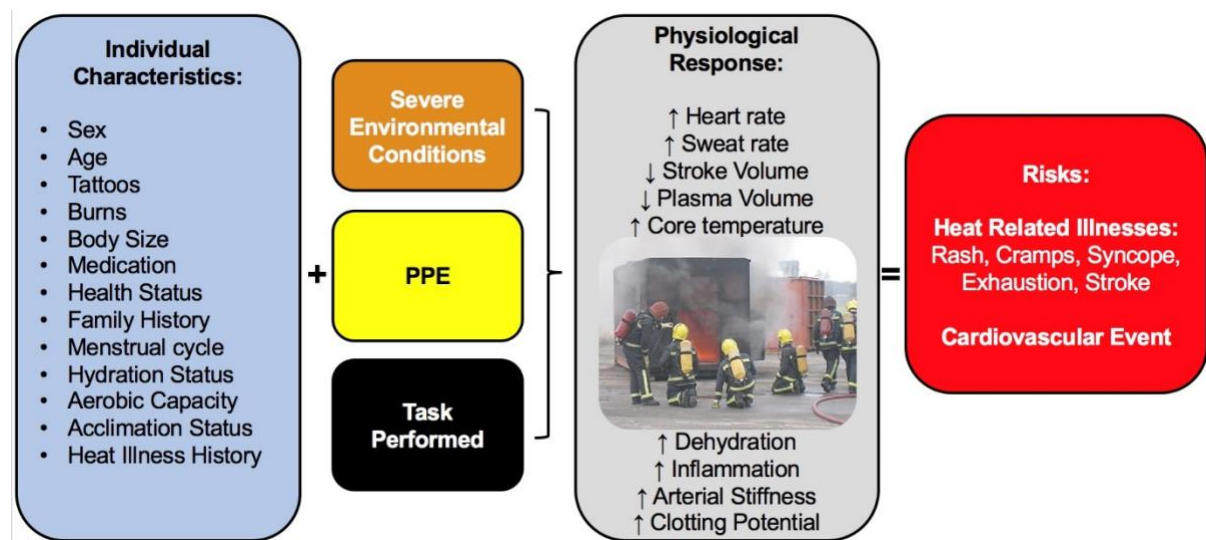 Individual
Characteristics:
• Sex
• Age
• Tattoos
• Burns
• Body Size
• Medication
• Health Status
• Family History
• Menstrual cycle
• Hydration Status
• Aerobic Capacity
• Acclimation Status
• Heat Illness History
+
Severe
Environmental
Conditions
PPE
Task
Performed
Physiological
Response:
↑ Heart rate
↑ Sweat rate
↓ Stroke Volume
↓ Plasma Volume
↑ Core temperature
↑ Dehydration
↑ Inflammation
↑ Arterial Stiffness
↑ Clotting Potential
=
Risks:
Heat Related Illnesses:
Rash, Cramps, Syncope,
Exhaustion, Stroke
Cardiovascular Event